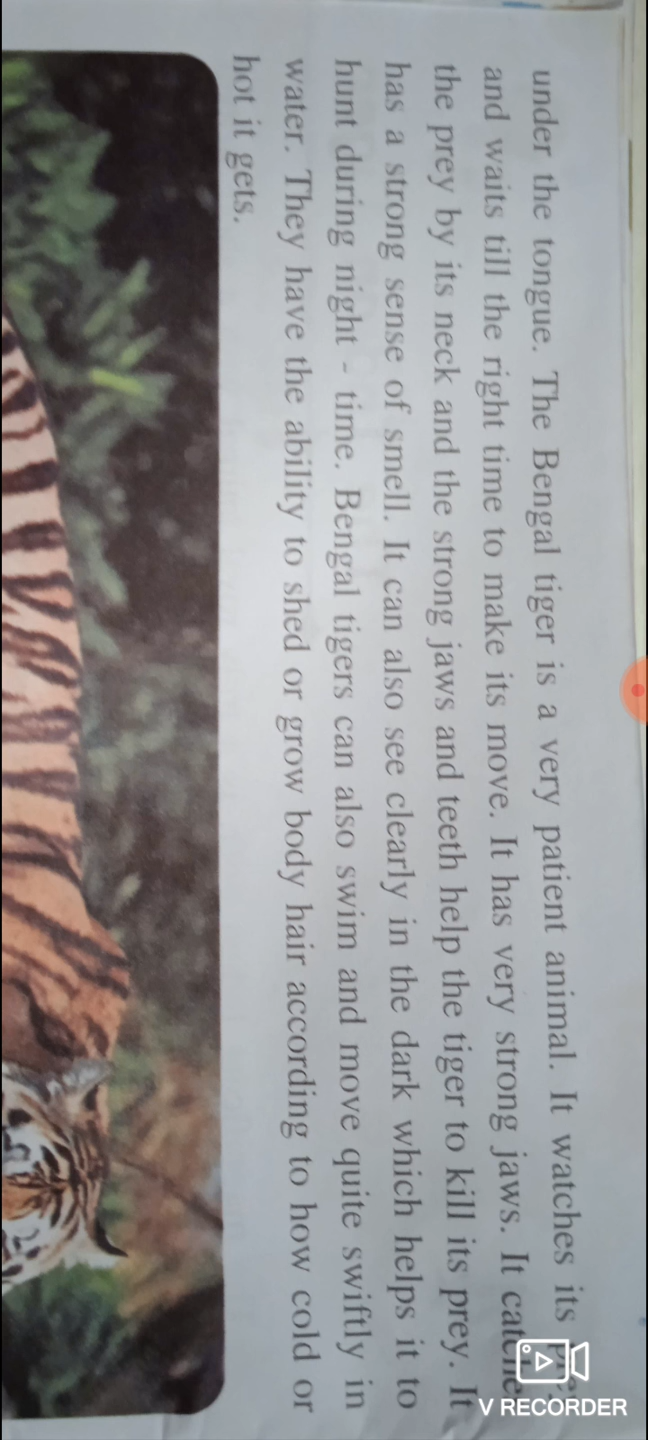 under the tongue. The Bengal tiger is a very patient animal. It watches its
and waits till the right time to make its move. It has very strong jaws. It
the prey by its neck and the strong jaws and teeth help the tiger to kill its prey. It
has a strong sense of smell. It can also see clearly in the dark which helps it to
hunt during night - time. Bengal tigers can also swim and move quite swiftly in
water. They have the ability to shed or grow body hair according to how cold or
hot it gets.
V RECORDER